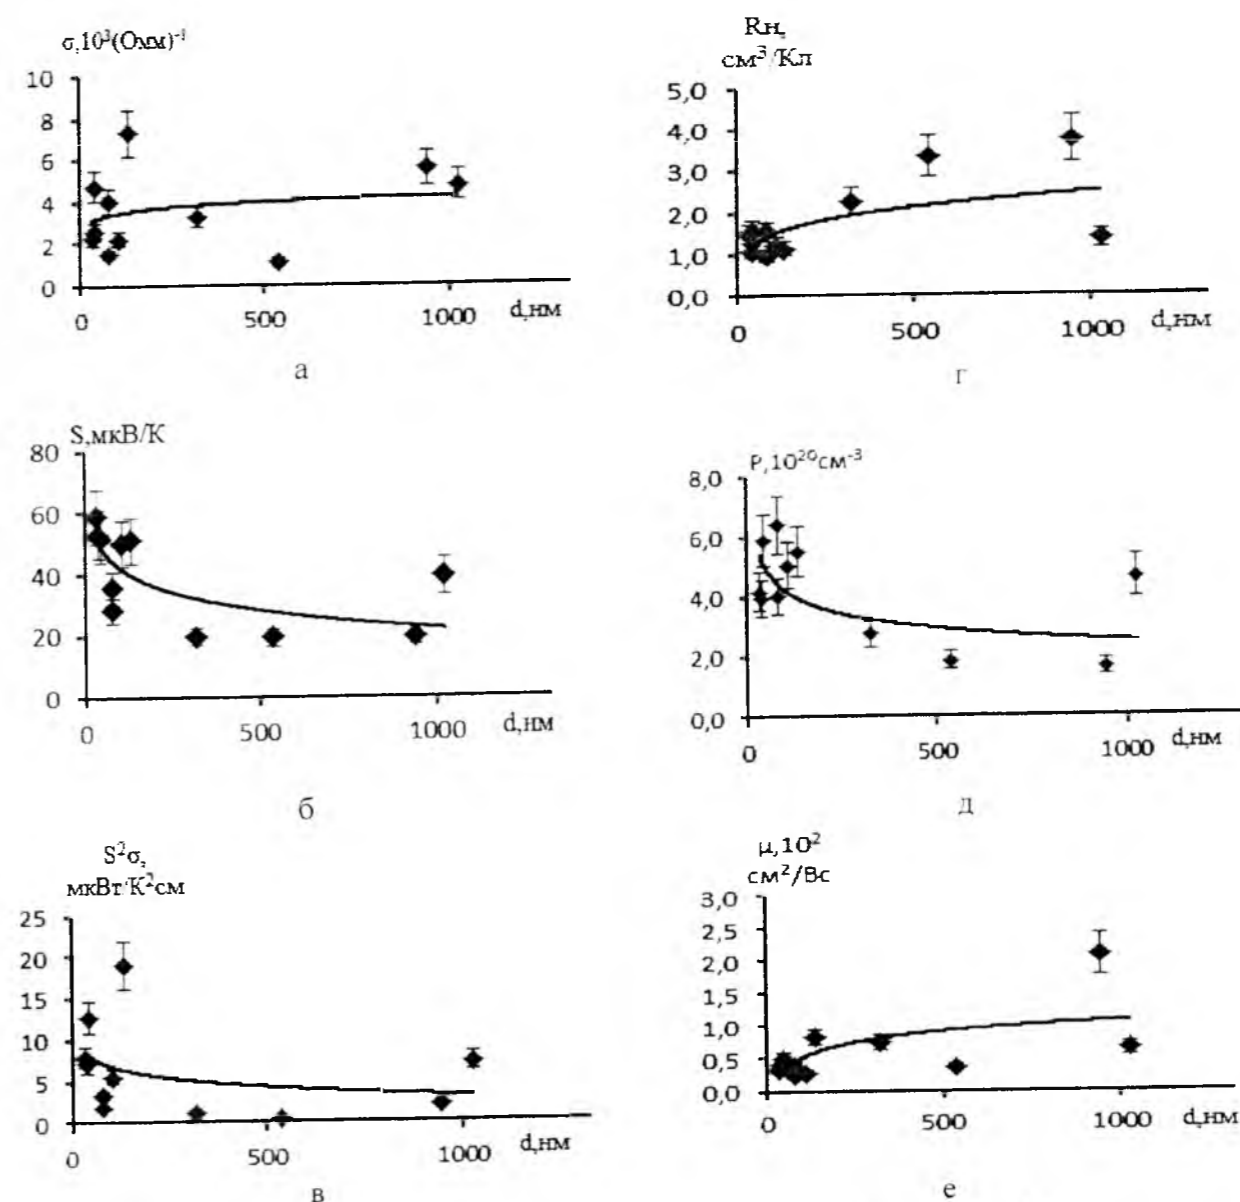 σ,10³(Омм)⁻¹
10
8
6
4
2
0
0
500
1000
d,нм
а
Rн,
см³/Кл
5,0
4,0
3,0
2,0
1,0
0,0
0
500
1000
d,нм
г
S,мкВ/К
80
60
40
20
0
0
500
1000
d,нм
б
P,10²⁰см⁻³
8,0
6,0
4,0
2,0
0,0
0
500
1000
d,нм
д
S²σ,
мкВт/К²см
25
20
15
10
5
0
0
500
1000
d,нм
в
μ,10²
см²/Вс
3,0
2,5
2,0
1,5
1,0
0,5
0,0
0
500
1000
d,нм
е